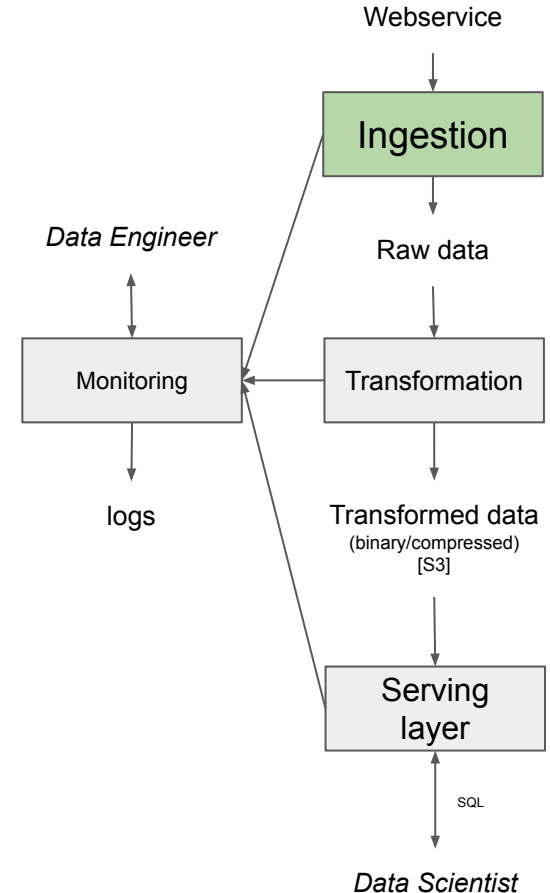 Webservice
Ingestion
Data Engineer
Raw data
Monitoring
Transformation
logs
Transformed data
(binary/compressed)
[S3]
Serving
layer
SQL
Data Scientist